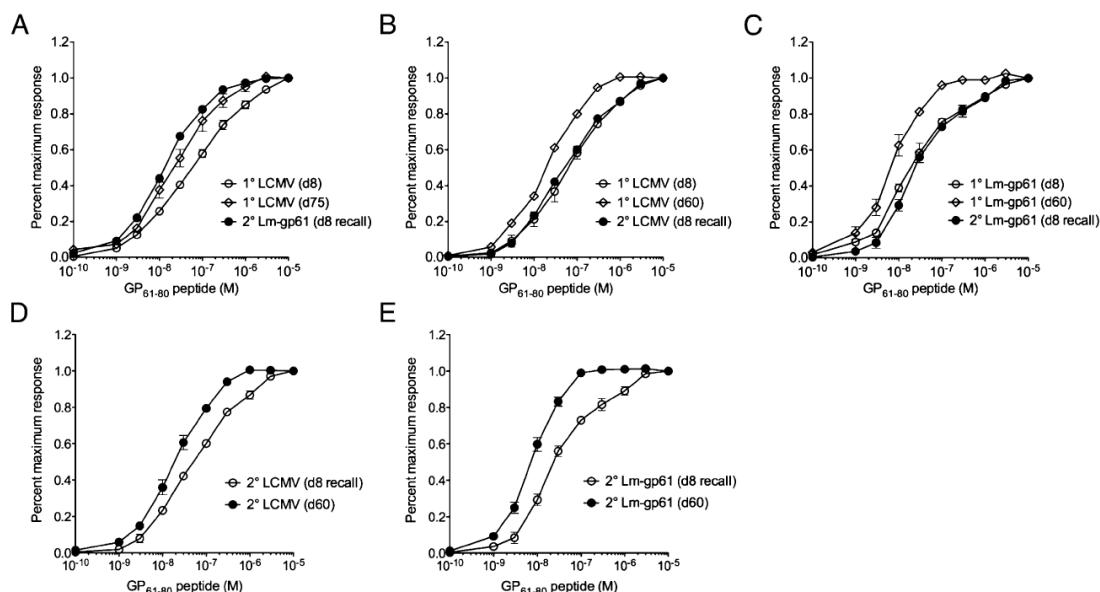 A
Percent maximum response
1.2
1.0
0.8
0.6
0.4
0.2
0.0
1° LCMV (d8)
1° LCMV (d75)
2° Lm-gp61 (d8 recall)
10-10 10-9 10-8 10-7 10-6 10-5
GP61-80 peptide (M)
B
Percent maximum response
1.2
1.0
0.8
0.6
0.4
0.2
0.0
1° LCMV (d8)
1° LCMV (d60)
2° LCMV (d8 recall)
10-10 10-9 10-8 10-7 10-6 10-5
GP61-80 peptide (M)
C
Percent maximum response
1.2
1.0
0.8
0.6
0.4
0.2
0.0
1° Lm-gp61 (d8)
1° Lm-gp61 (d60)
2° Lm-gp61 (d8 recall)
10-10 10-9 10-8 10-7 10-6 10-5
GP61-80 peptide (M)
D
Percent maximum response
1.2
1.0
0.8
0.6
0.4
0.2
0.0
2° LCMV (d8 recall)
2° LCMV (d60)
10-10 10-9 10-8 10-7 10-6 10-5
GP61-80 peptide (M)
E
Percent maximum response
1.2
1.0
0.8
0.6
0.4
0.2
0.0
2° Lm-gp61 (d8 recall)
2° Lm-gp61 (d60)
10-10 10-9 10-8 10-7 10-6 10-5
GP61-80 peptide (M)